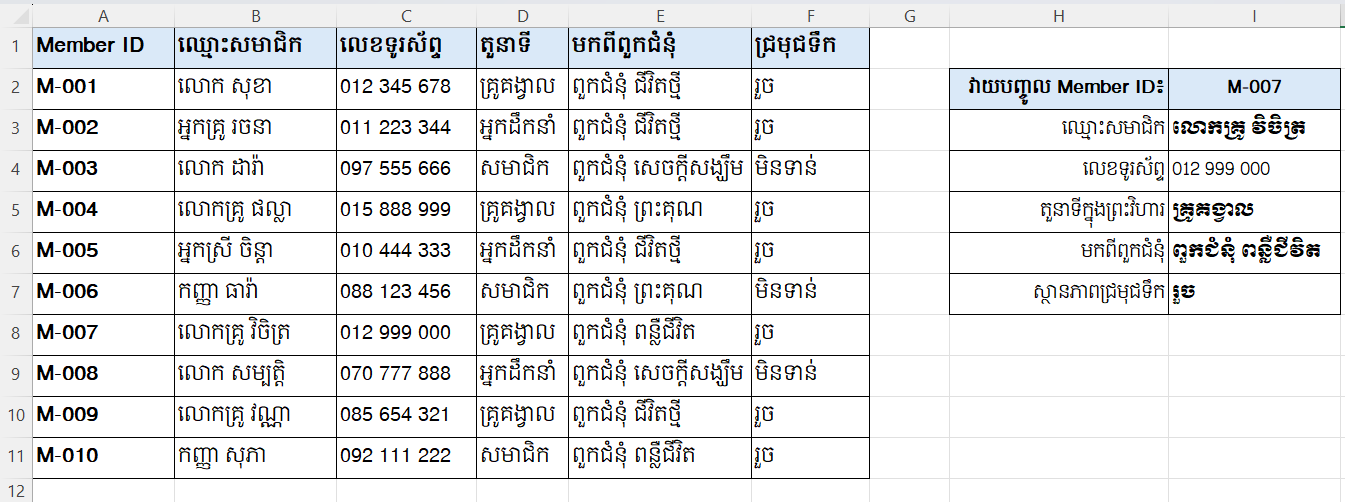 A B C D E F G H I
1 Member ID ឈ្មោះសមាជិក លេខទូរស័ព្ទ តួនាទី មកពីពួកជំនុំ ជ្រមុជទឹក
2 M-001 លោក សុខា 012 345 678 គ្រូគង្វាល ពួកជំនុំ ជីវិតថ្មី រួច វាយបញ្ចូល Member ID៖ M-007
3 M-002 អ្នកគ្រូ រចនា 011 223 344 អ្នកដឹកនាំ ពួកជំនុំ ជីវិតថ្មី រួច ឈ្មោះសមាជិក លោកគ្រូ វិចិត្រ
4 M-003 លោក ដារ៉ា 097 555 666 សមាជិក ពួកជំនុំ សេចក្ដីសង្ឃឹម មិនទាន់ លេខទូរស័ព្ទ 012 999 000
5 M-004 លោកគ្រូ ផល្លា 015 888 999 គ្រូគង្វាល ពួកជំនុំ ព្រះគុណ រួច តួនាទីក្នុងព្រះវិហារ គ្រូគង្វាល
6 M-005 អ្នកស្រី ចិន្តា 010 444 333 អ្នកដឹកនាំ ពួកជំនុំ ជីវិតថ្មី រួច មកពីពួកជំនុំ ពួកជំនុំ ពន្លឺជីវិត
7 M-006 កញ្ញា ធារ៉ា 088 123 456 សមាជិក ពួកជំនុំ ព្រះគុណ មិនទាន់ ស្ថានភាពជ្រមុជទឹក រួច
8 M-007 លោកគ្រូ វិចិត្រ 012 999 000 គ្រូគង្វាល ពួកជំនុំ ពន្លឺជីវិត រួច
9 M-008 លោក សម្បត្តិ 070 777 888 អ្នកដឹកនាំ ពួកជំនុំ សេចក្ដីសង្ឃឹម មិនទាន់
10 M-009 លោកគ្រូ វណ្ណា 085 654 321 គ្រូគង្វាល ពួកជំនុំ ជីវិតថ្មី រួច
11 M-010 កញ្ញា សុភា 092 111 222 សមាជិក ពួកជំនុំ ពន្លឺជីវិត រួច
12